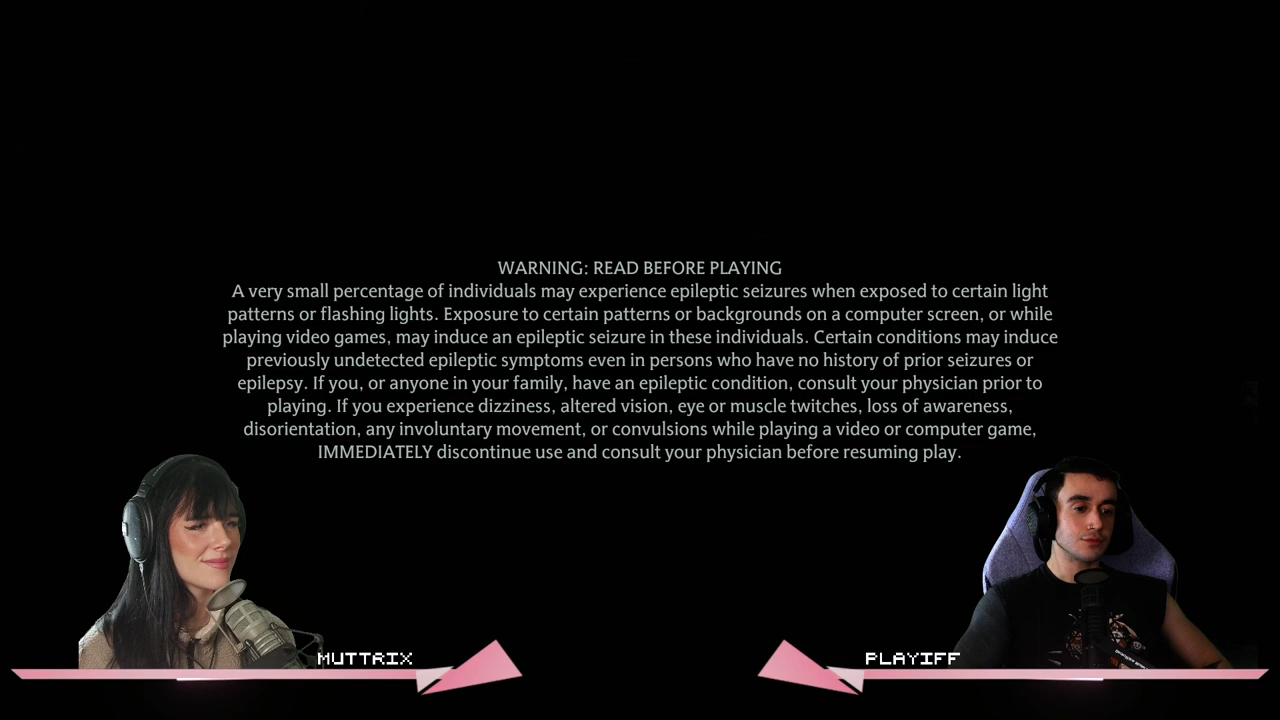 WARNING: READ BEFORE PLAYING
A very small percentage of individuals may experience epileptic seizures when exposed to certain light
patterns or flashing lights. Exposure to certain patterns or backgrounds on a computer screen, or while
playing video games, may induce an epileptic seizure in these individuals. Certain conditions may induce
previously undetected epileptic symptoms even in persons who have no history of prior seizures or
epilepsy. If you, or anyone in your family, have an epileptic condition, consult your physician prior to
playing. If you experience dizziness, altered vision, eye or muscle twitches, loss of awareness,
disorientation, any involuntary movement, or convulsions while playing a video or computer game,
IMMEDIATELY discontinue use and consult your physician before resuming play.
MUTTRIX
PLAYIFF